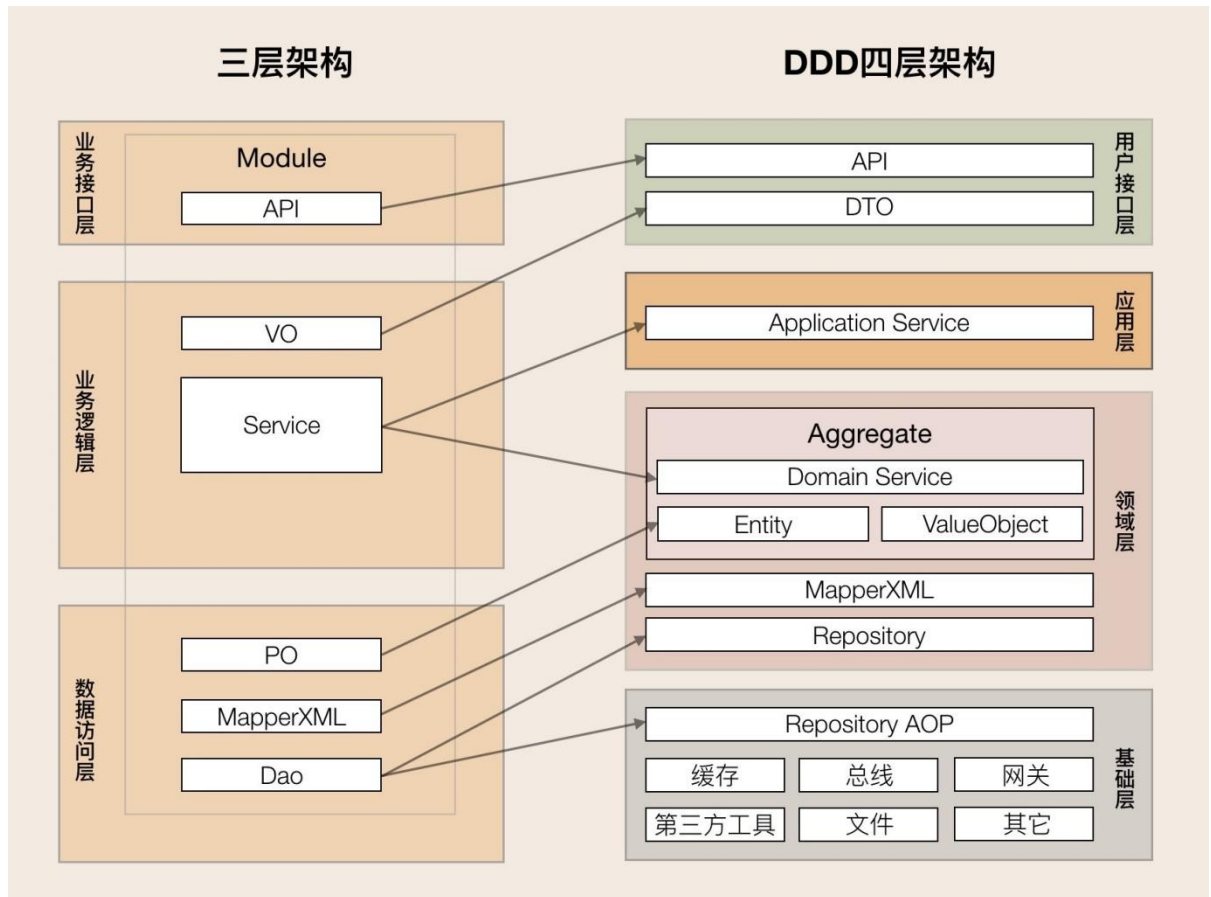 三层架构
业务接口层
Module
API
业务逻辑层
VO
Service
数据访问层
PO
MapperXML
Dao
DDD四层架构
API
DTO
用户接口层
Application Service
应用层
Aggregate
Domain Service
Entity
ValueObject
MapperXML
Repository
领域层
Repository AOP
缓存
总线
网关
第三方工具
文件
其它
基础层